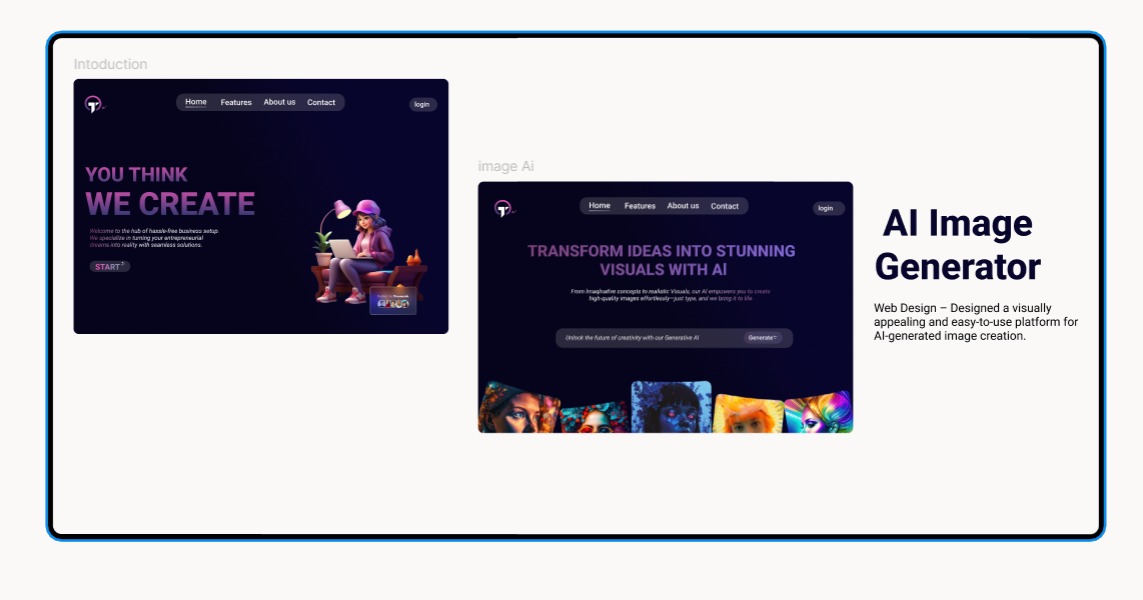 Intoduction
Home Features About us Contact
login
YOU THINK
WE CREATE
Welcome to the hub of hassle-free business setup.
We specialize in turning your entrepreneurial
dreams into reality with seamless solutions.
START
image Ai
Home Features About us Contact
login
TRANSFORM IDEAS INTO STUNNING
VISUALS WITH AI
From Imaginative concepts to realistic Visuals, our AI empowers you to create
high-quality images effortlessly—just type, and we bring it to life.
Unlock the future of creativity with our Generative AI
Generate
AI Image
Generator
Web Design – Designed a visually
appealing and easy-to-use platform for
AI-generated image creation.